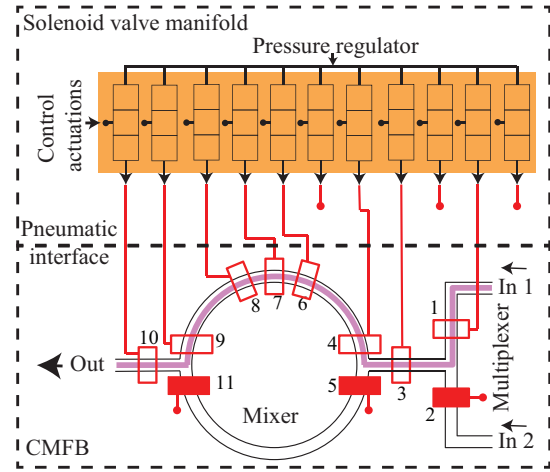 Solenoid valve manifold
Pressure regulator
Control
actuations
Pneumatic
interface
8
7
6
In 1
1
10
9
4
Out
3
Multiplexer
11
5
2
Mixer
CMFB
In 2